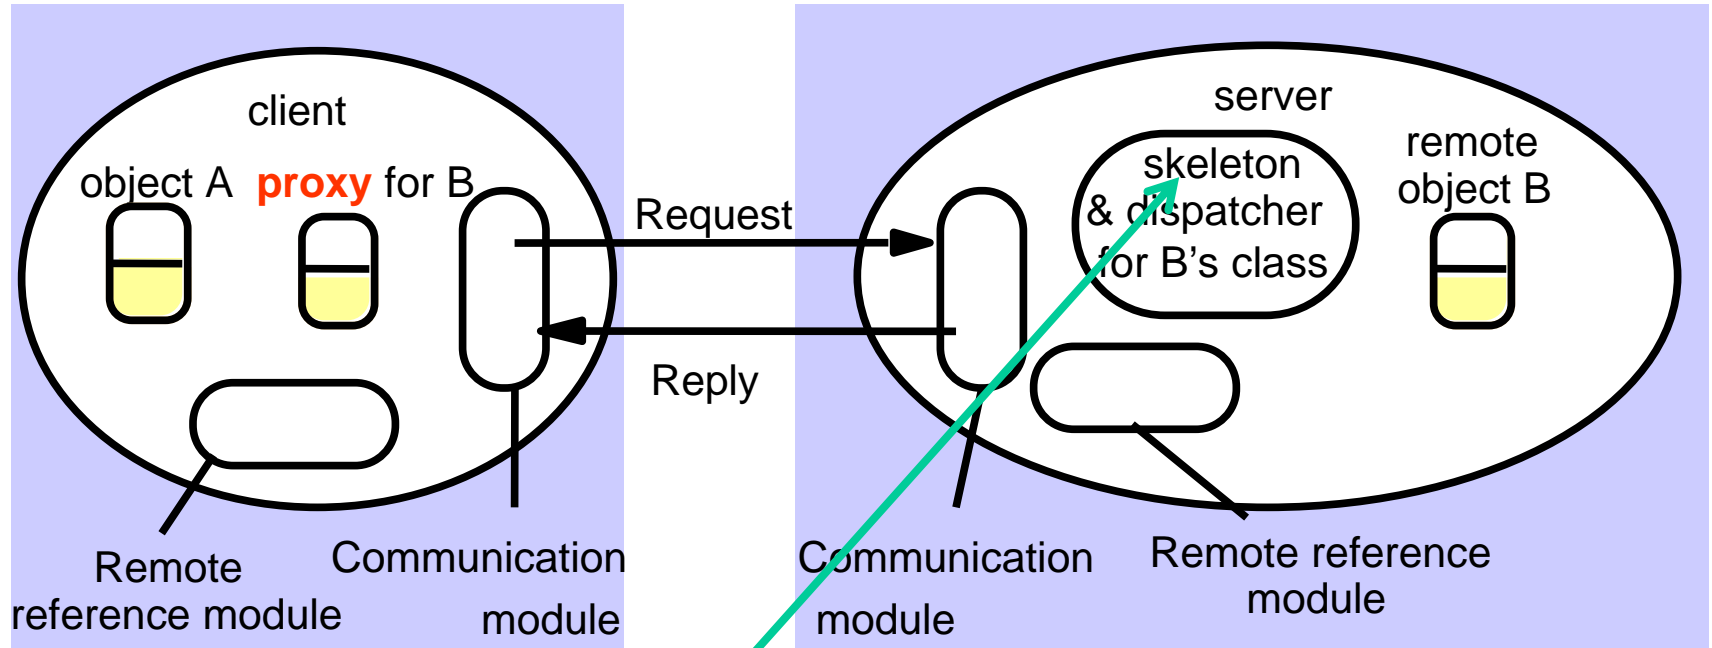 client
object A proxy for B
Remote
reference module
Communication
module
Request
Reply
server
skeleton
& dispatcher
for B's class
remote
object B
Communication
module
Remote reference
module